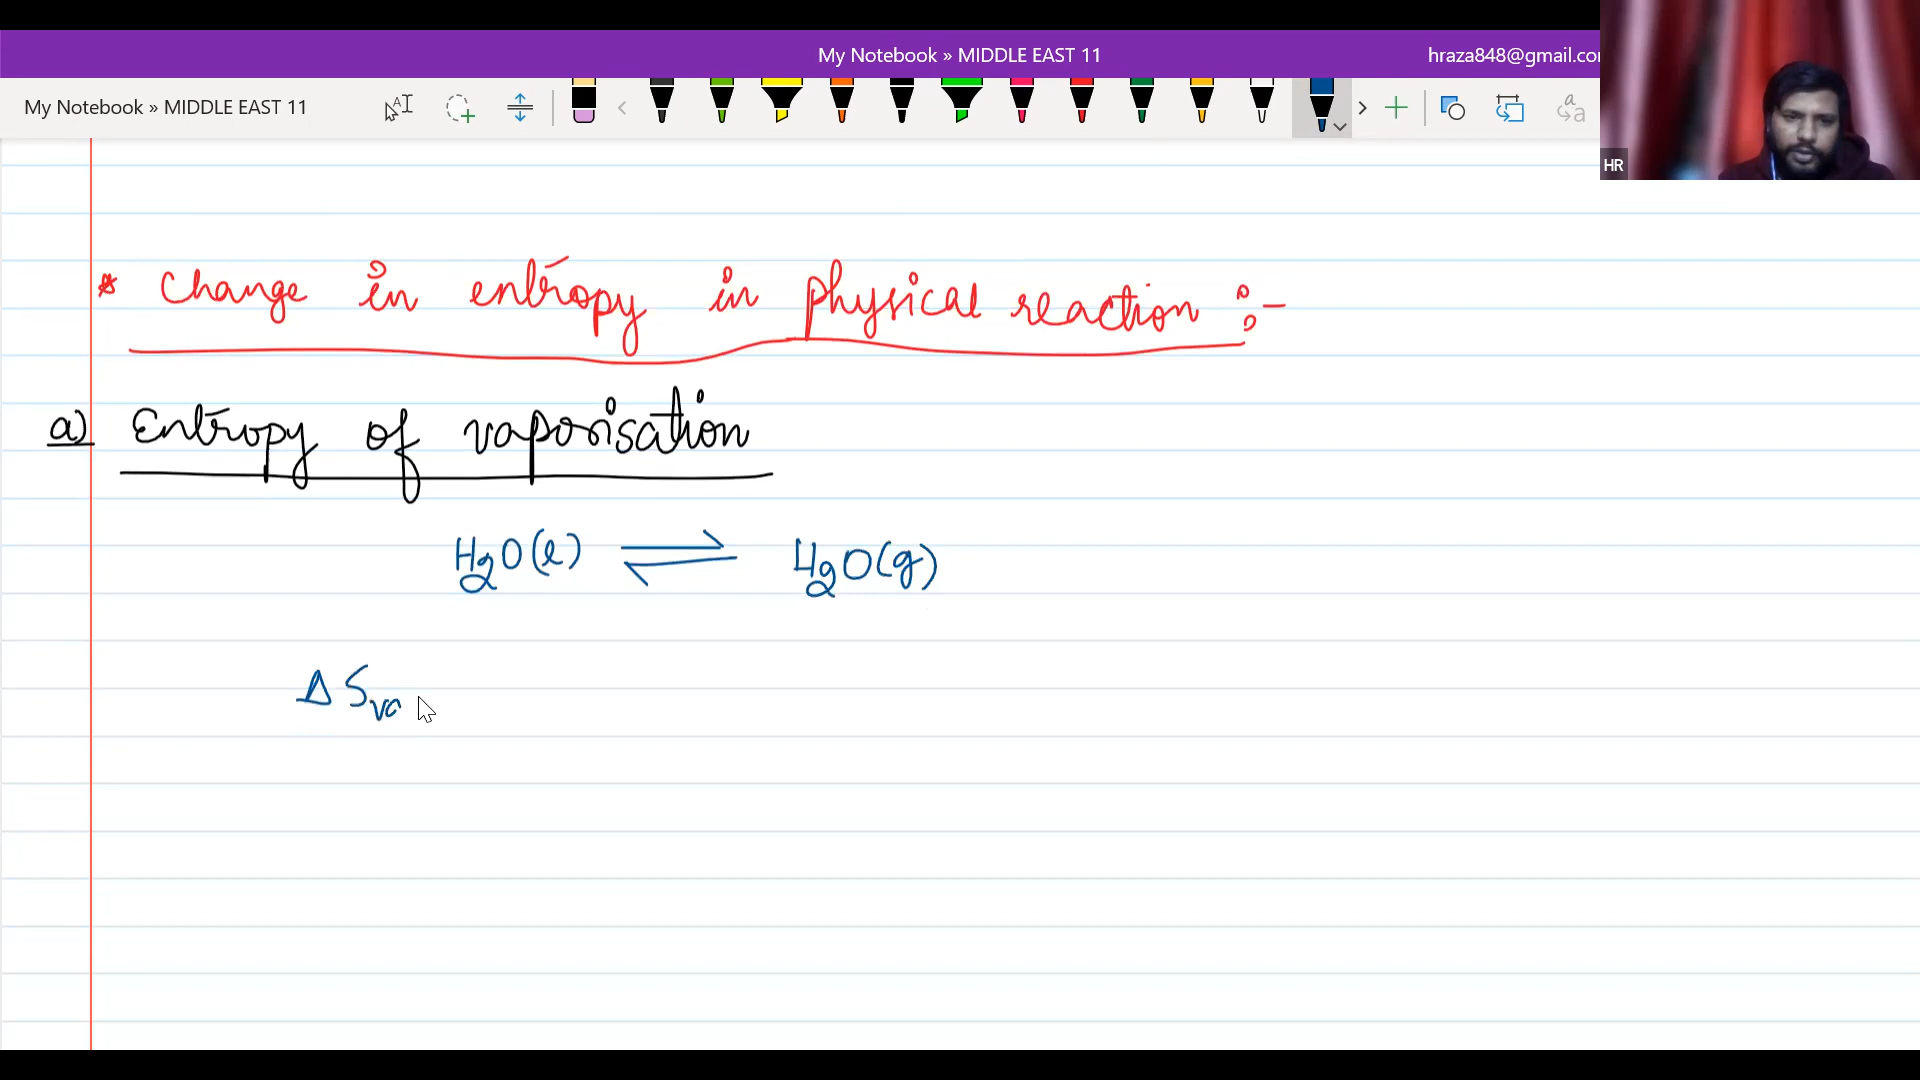 My Notebook » MIDDLE EAST 11
hraza848@gmail.co
My Notebook » MIDDLE EAST 11
HR
* Change in entropy in physical reaction :-
a) Entropy of vaporisation
H2O(l) ⇌ H2O(g)
Δ Sva